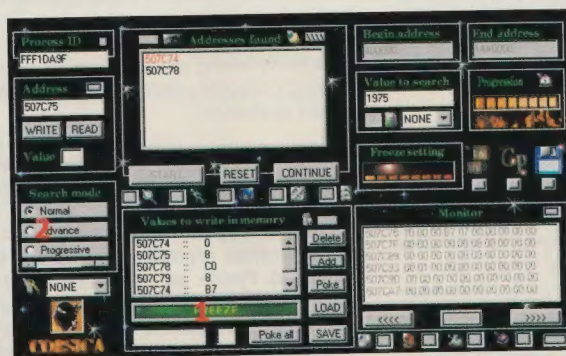 Process ID
FFF1DA9F
Address
507C75
WRITE READ
Value
Search mode
Normal
Advance
Progressive
2
NONE
CORSICA
Addresses found
507C74
507C78
START RESET CONTINUE
Values to write in memory
507C74 :: 0
507C75 :: 8
507C78 :: C0
507C79 :: 8
507C74 :: B7
Delete
Add
Poke
LOAD
SAVE
FREEZE
1
Poke all
Begin address
End address
Value to search
1975
NONE
Progression
Freeze setting
Monitor
<<<<
>>>>